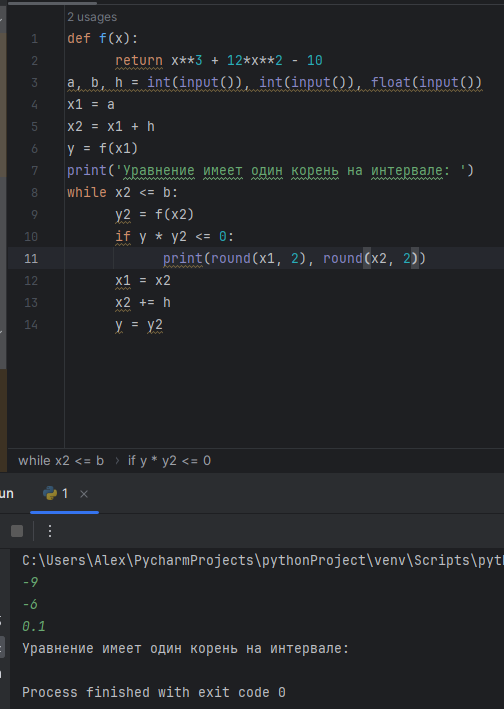 2 usages
1 def f(x):
2 return x**3 + 12*x**2 - 10
3 a, b, h = int(input()), int(input()), float(input())
4 x1 = a
5 x2 = x1 + h
6 y = f(x1)
7 print('Уравнение имеет один корень на интервале: ')
8 while x2 <= b:
9 y2 = f(x2)
10 if y * y2 <= 0:
11 print(round(x1, 2), round(x2, 2))
12 x1 = x2
13 x2 += h
14 y = y2
while x2 <= b › if y * y2 <= 0
un 1 ×
C:\Users\Alex\PycharmProjects\pythonProject\venv\Scripts\pyth
-9
-6
0.1
Уравнение имеет один корень на интервале:
Process finished with exit code 0